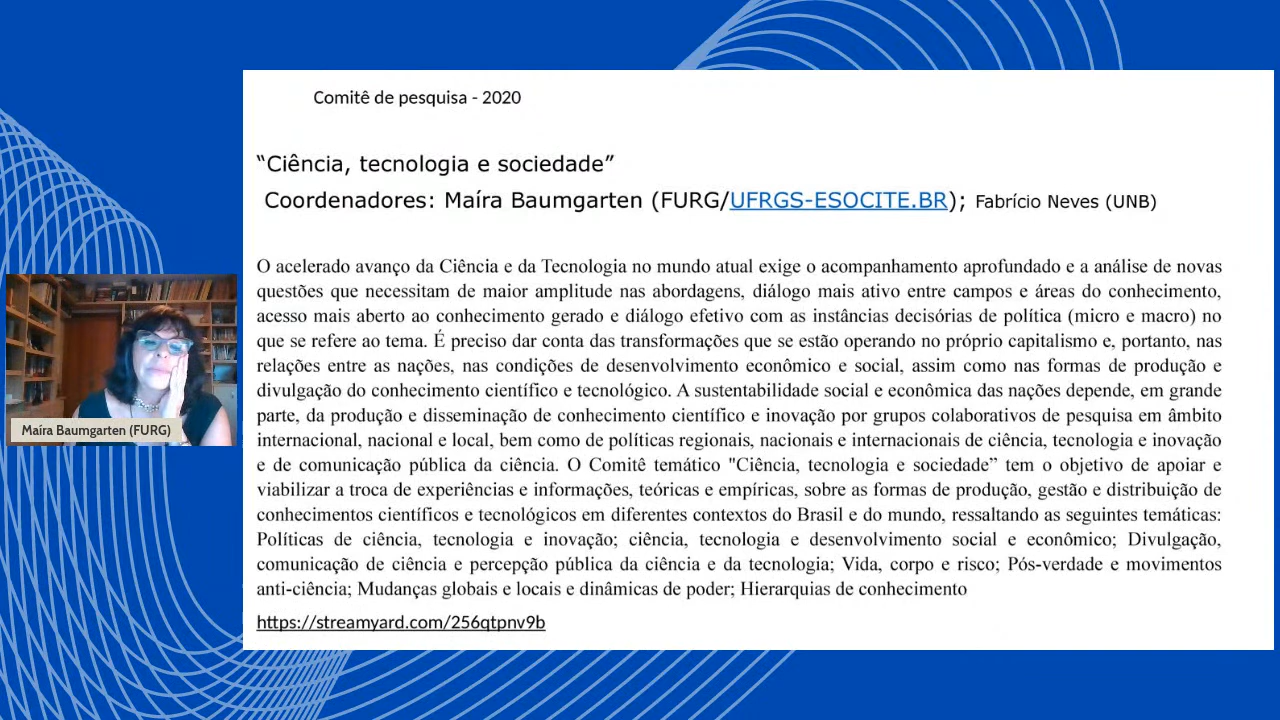 Comitê de pesquisa - 2020
“Ciência, tecnologia e sociedade”
Coordenadores: Maíra Baumgarten (FURG/UFRGS-ESOCITE.BR); Fabrício Neves (UNB)
O acelerado avanço da Ciência e da Tecnologia no mundo atual exige o acompanhamento aprofundado e a análise de novas
questões que necessitam de maior amplitude nas abordagens, diálogo mais ativo entre campos e áreas do conhecimento,
acesso mais aberto ao conhecimento gerado e diálogo efetivo com as instâncias decisórias de política (micro e macro) no
que se refere ao tema. É preciso dar conta das transformações que se estão operando no próprio capitalismo e, portanto, nas
relações entre as nações, nas condições de desenvolvimento econômico e social, assim como nas formas de produção e
divulgação do conhecimento científico e tecnológico. A sustentabilidade social e econômica das nações depende, em grande
parte, da produção e disseminação de conhecimento científico e inovação por grupos colaborativos de pesquisa em âmbito
internacional, nacional e local, bem como de políticas regionais, nacionais e internacionais de ciência, tecnologia e inovação
e de comunicação pública da ciência. O Comitê temático "Ciência, tecnologia e sociedade” tem o objetivo de apoiar e
viabilizar a troca de experiências e informações, teóricas e empíricas, sobre as formas de produção, gestão e distribuição de
conhecimentos científicos e tecnológicos em diferentes contextos do Brasil e do mundo, ressaltando as seguintes temáticas:
Políticas de ciência, tecnologia e inovação; ciência, tecnologia e desenvolvimento social e econômico; Divulgação,
comunicação de ciência e percepção pública da ciência e da tecnologia; Vida, corpo e risco; Pós-verdade e movimentos
anti-ciência; Mudanças globais e locais e dinâmicas de poder; Hierarquias de conhecimento
https://streamyard.com/256qtpnv9b
Maíra Baumgarten (FURG)